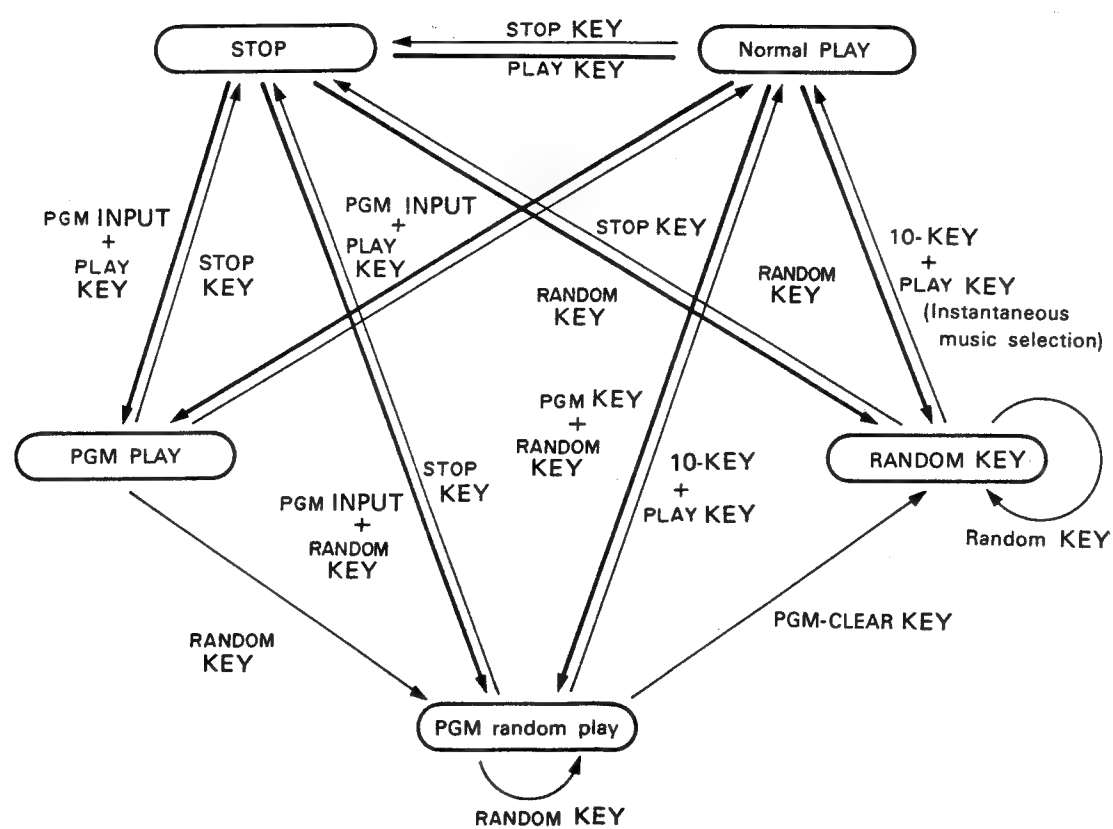 STOP
STOP KEY
Normal PLAY
PLAY KEY
PGM INPUT
+
PLAY
KEY
STOP
KEY
PGM INPUT
+
PLAY
KEY
STOP KEY
RANDOM
KEY
RANDOM
KEY
10-KEY
+
PLAY KEY
(Instantaneous
music selection)
PGM PLAY
PGM KEY
+
RANDOM
KEY
RANDOM KEY
STOP
KEY
10-KEY
+
PLAY KEY
PGM INPUT
+
RANDOM
KEY
Random KEY
RANDOM
KEY
PGM-CLEAR KEY
PGM random play
RANDOM KEY